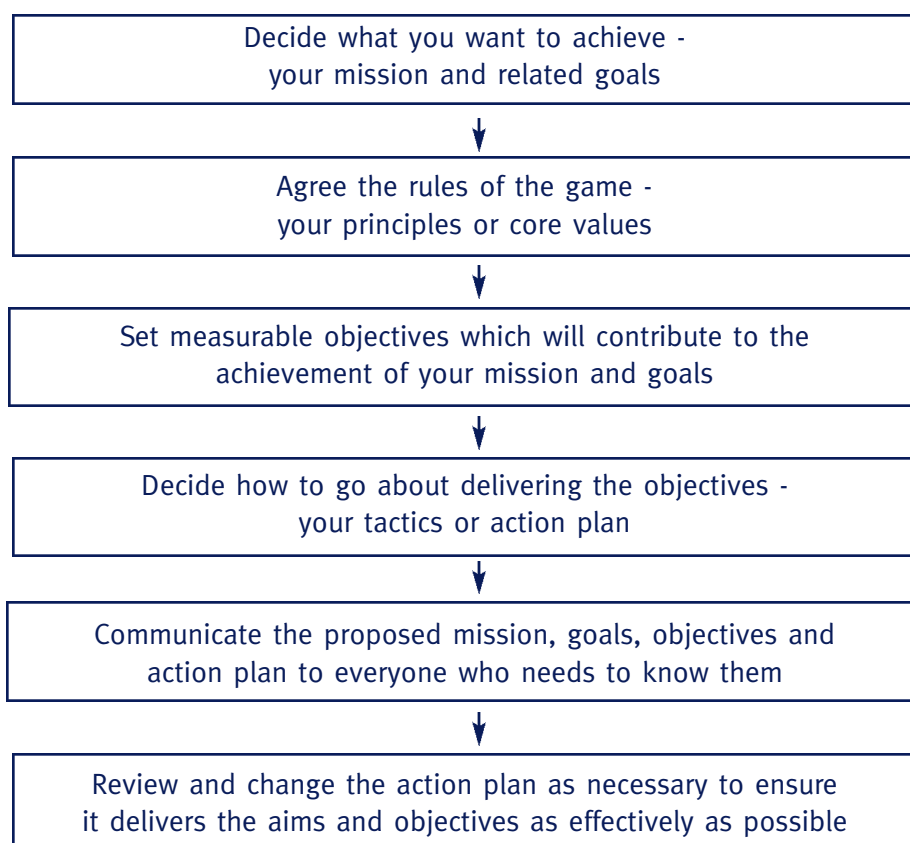 Decide what you want to achieve -
your mission and related goals
Agree the rules of the game -
your principles or core values
Set measurable objectives which will contribute to the
achievement of your mission and goals
Decide how to go about delivering the objectives -
your tactics or action plan
Communicate the proposed mission, goals, objectives and
action plan to everyone who needs to know them
Review and change the action plan as necessary to ensure
it delivers the aims and objectives as effectively as possible